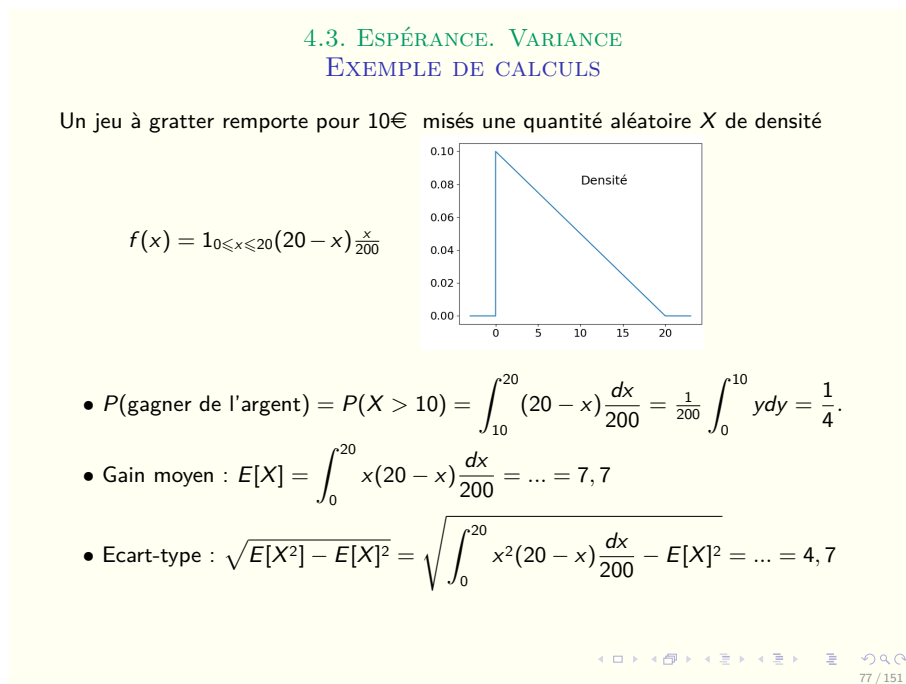 4.3. Espérance. Variance
Exemple de calculs
Un jeu à gratter remporte pour 10€ misés une quantité aléatoire X de densité
f(x) = 1_{0⩽x⩽20}(20 − x) x/200
0.10
0.08
0.06
0.04
0.02
0.00
Densité
0 5 10 15 20
• P(gagner de l'argent) = P(X > 10) = ∫_{10}^{20} (20 − x) dx/200 = 1/200 ∫_0^{10} ydy = 1/4.
• Gain moyen : E[X] = ∫_0^{20} x(20 − x) dx/200 = ... = 7, 7
• Ecart-type : √(E[X²] − E[X]²) = √(∫_0^{20} x²(20 − x) dx/200 − E[X]²) = ... = 4, 7
77 / 151